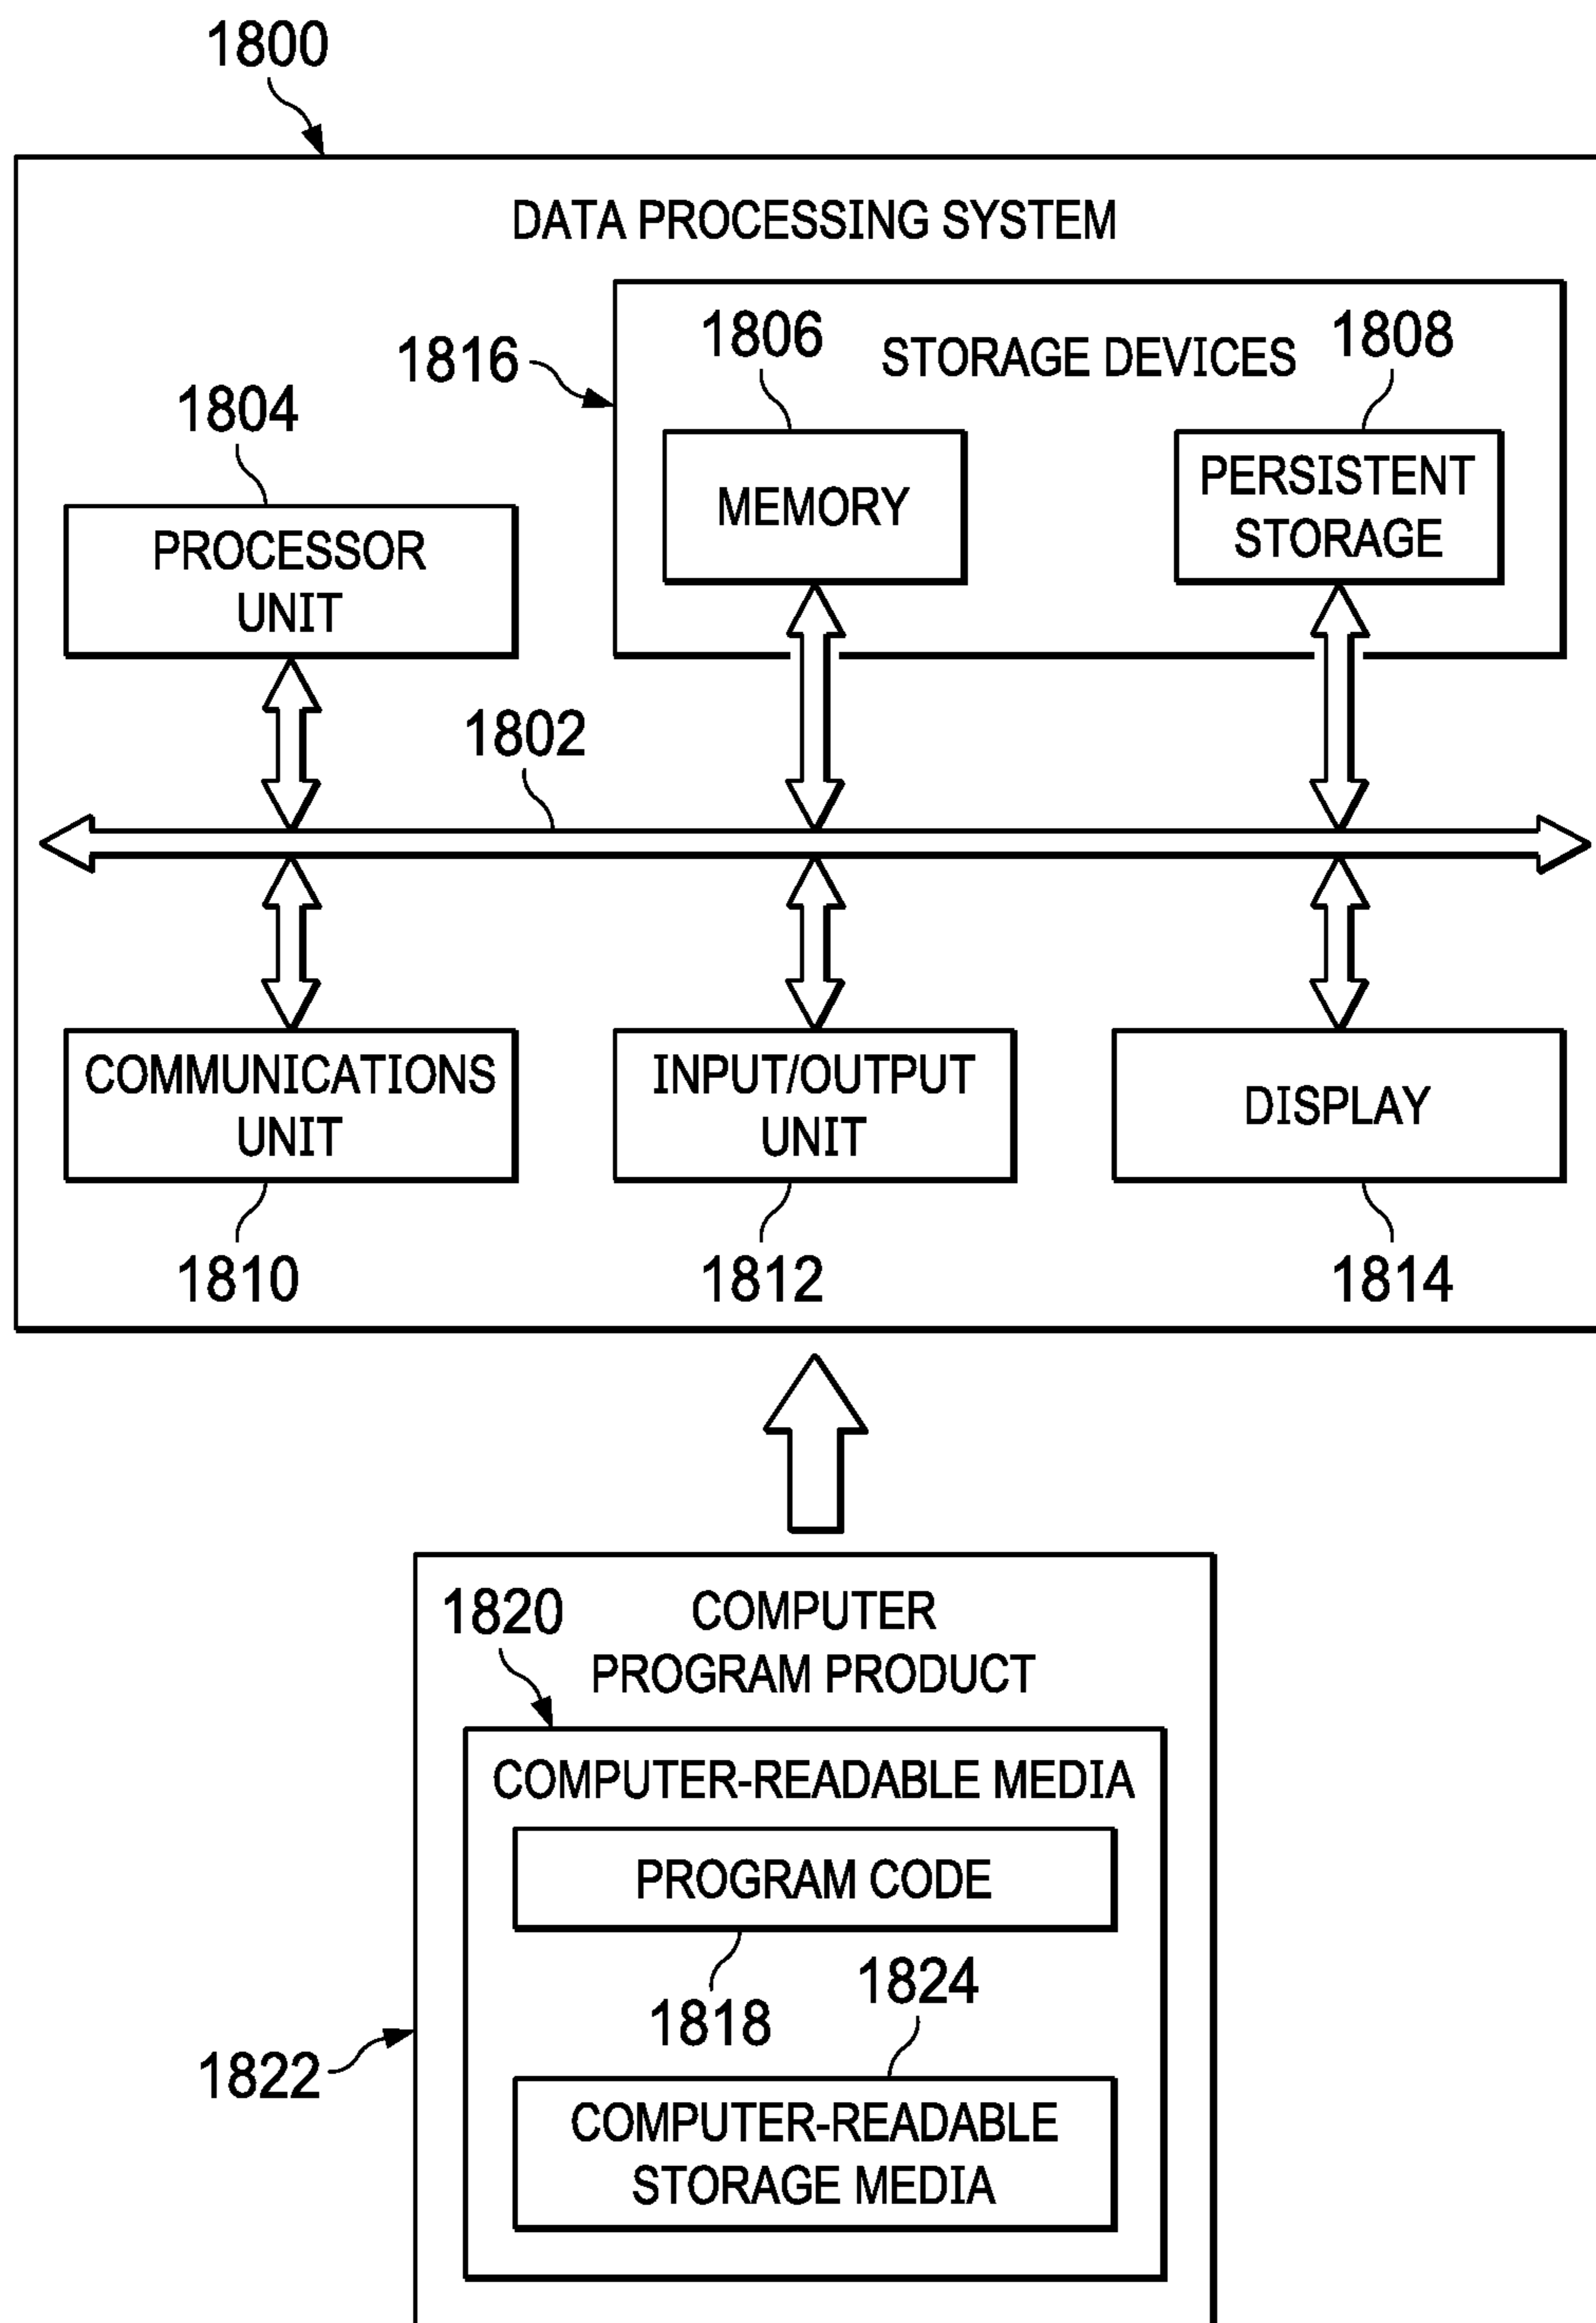 1800
DATA PROCESSING SYSTEM
1816
1806
STORAGE DEVICES
1808
1804
MEMORY
PERSISTENT
STORAGE
PROCESSOR
UNIT
1802
COMMUNICATIONS
UNIT
INPUT/OUTPUT
UNIT
DISPLAY
1810
1812
1814
1820
COMPUTER
PROGRAM PRODUCT
COMPUTER-READABLE MEDIA
PROGRAM CODE
1818
1824
1822
COMPUTER-READABLE
STORAGE MEDIA